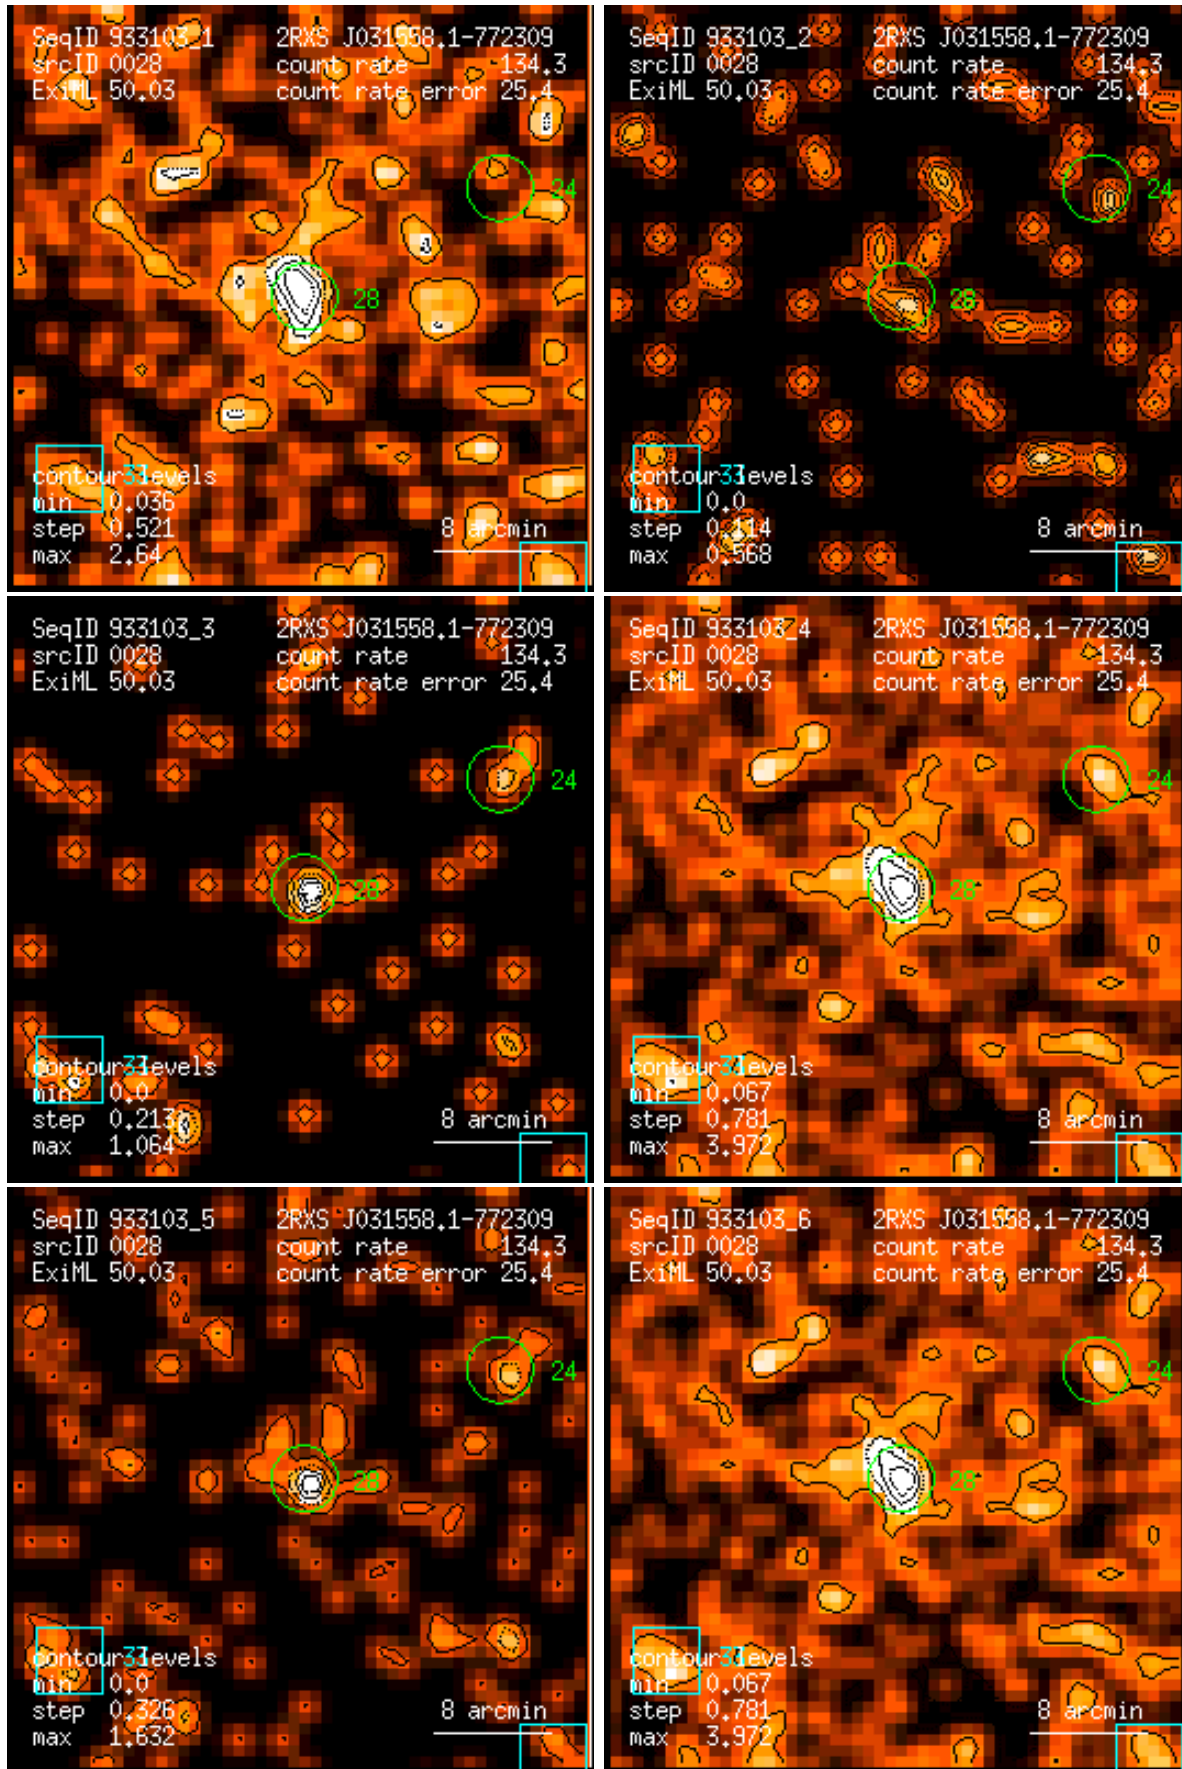 SeqID 933103_1 2RXS J031558.1-772309
srcID 0028 count rate 134.3
ExiML 50.03 count rate error 25.4
24
28
contour levels
33
min 0.036
step 0.521
max 2.64
8 arcmin
SeqID 933103_2 2RXS J031558.1-772309
srcID 0028 count rate 134.3
ExiML 50.03 count rate error 25.4
24
28
contour levels
33
min 0.0
step 0.114
max 0.568
8 arcmin
SeqID 933103_3 2RXS J031558.1-772309
srcID 0028 count rate 134.3
ExiML 50.03 count rate error 25.4
24
28
contour levels
33
min 0.0
step 0.213
max 1.064
8 arcmin
SeqID 933103_4 2RXS J031558.1-772309
srcID 0028 count rate 134.3
ExiML 50.03 count rate error 25.4
24
28
contour levels
33
min 0.067
step 0.781
max 3.972
8 arcmin
SeqID 933103_5 2RXS J031558.1-772309
srcID 0028 count rate 134.3
ExiML 50.03 count rate error 25.4
24
28
contour levels
33
min 0.0
step 0.326
max 1.632
8 arcmin
SeqID 933103_6 2RXS J031558.1-772309
srcID 0028 count rate 134.3
ExiML 50.03 count rate error 25.4
24
28
contour levels
33
min 0.067
step 0.781
max 3.972
8 arcmin